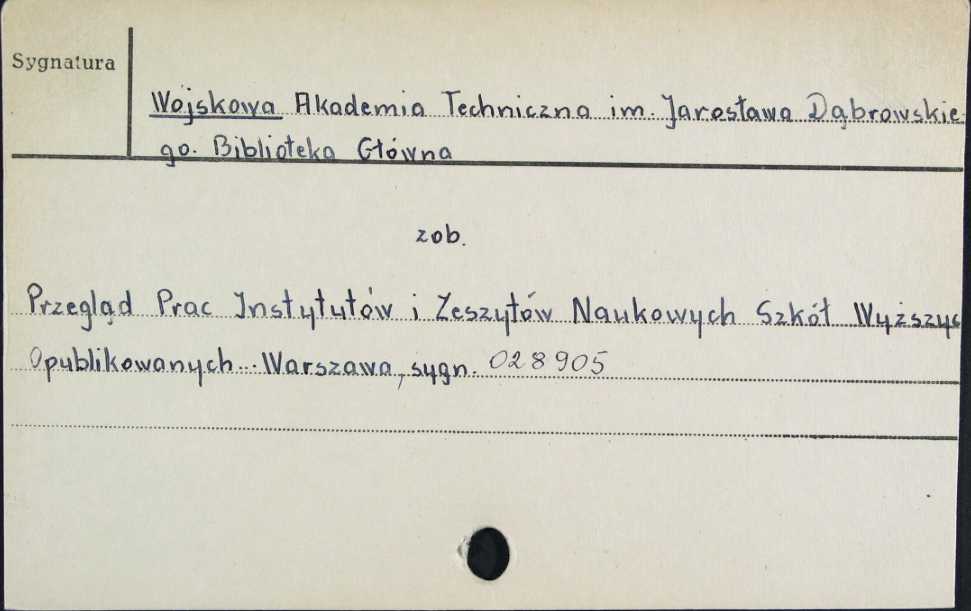 Sygnatura
Wojskowa Akademia Techniczna im. Jarosława Dąbrowskie-
go. Biblioteka Główna
zob.
Przegląd Prac Instytutów i Zeszytów Naukowych Szkół Wyższyc
Opublikowanych... Warszawa, sygn. 028905